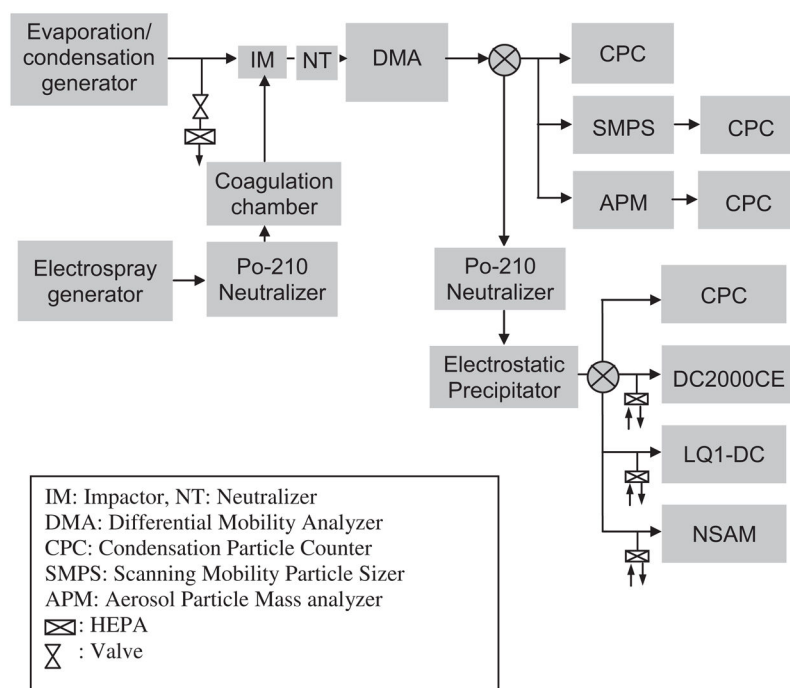 Evaporation/
condensation
generator
IM
NT
DMA
CPC
SMPS
CPC
APM
CPC
Coagulation
chamber
Electrospray
generator
Po-210
Neutralizer
Po-210
Neutralizer
Electrostatic
Precipitator
CPC
DC2000CE
LQ1-DC
NSAM
IM: Impactor, NT: Neutralizer
DMA: Differential Mobility Analyzer
CPC: Condensation Particle Counter
SMPS: Scanning Mobility Particle Sizer
APM: Aerosol Particle Mass analyzer
: HEPA
: Valve